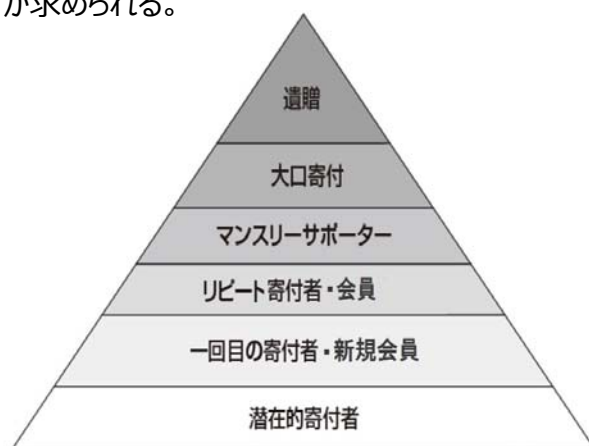 が求められる。
遺贈
大口寄付
マンスリーサポーター
リピート寄付者・会員
一回目の寄付者・新規会員
潜在的寄付者